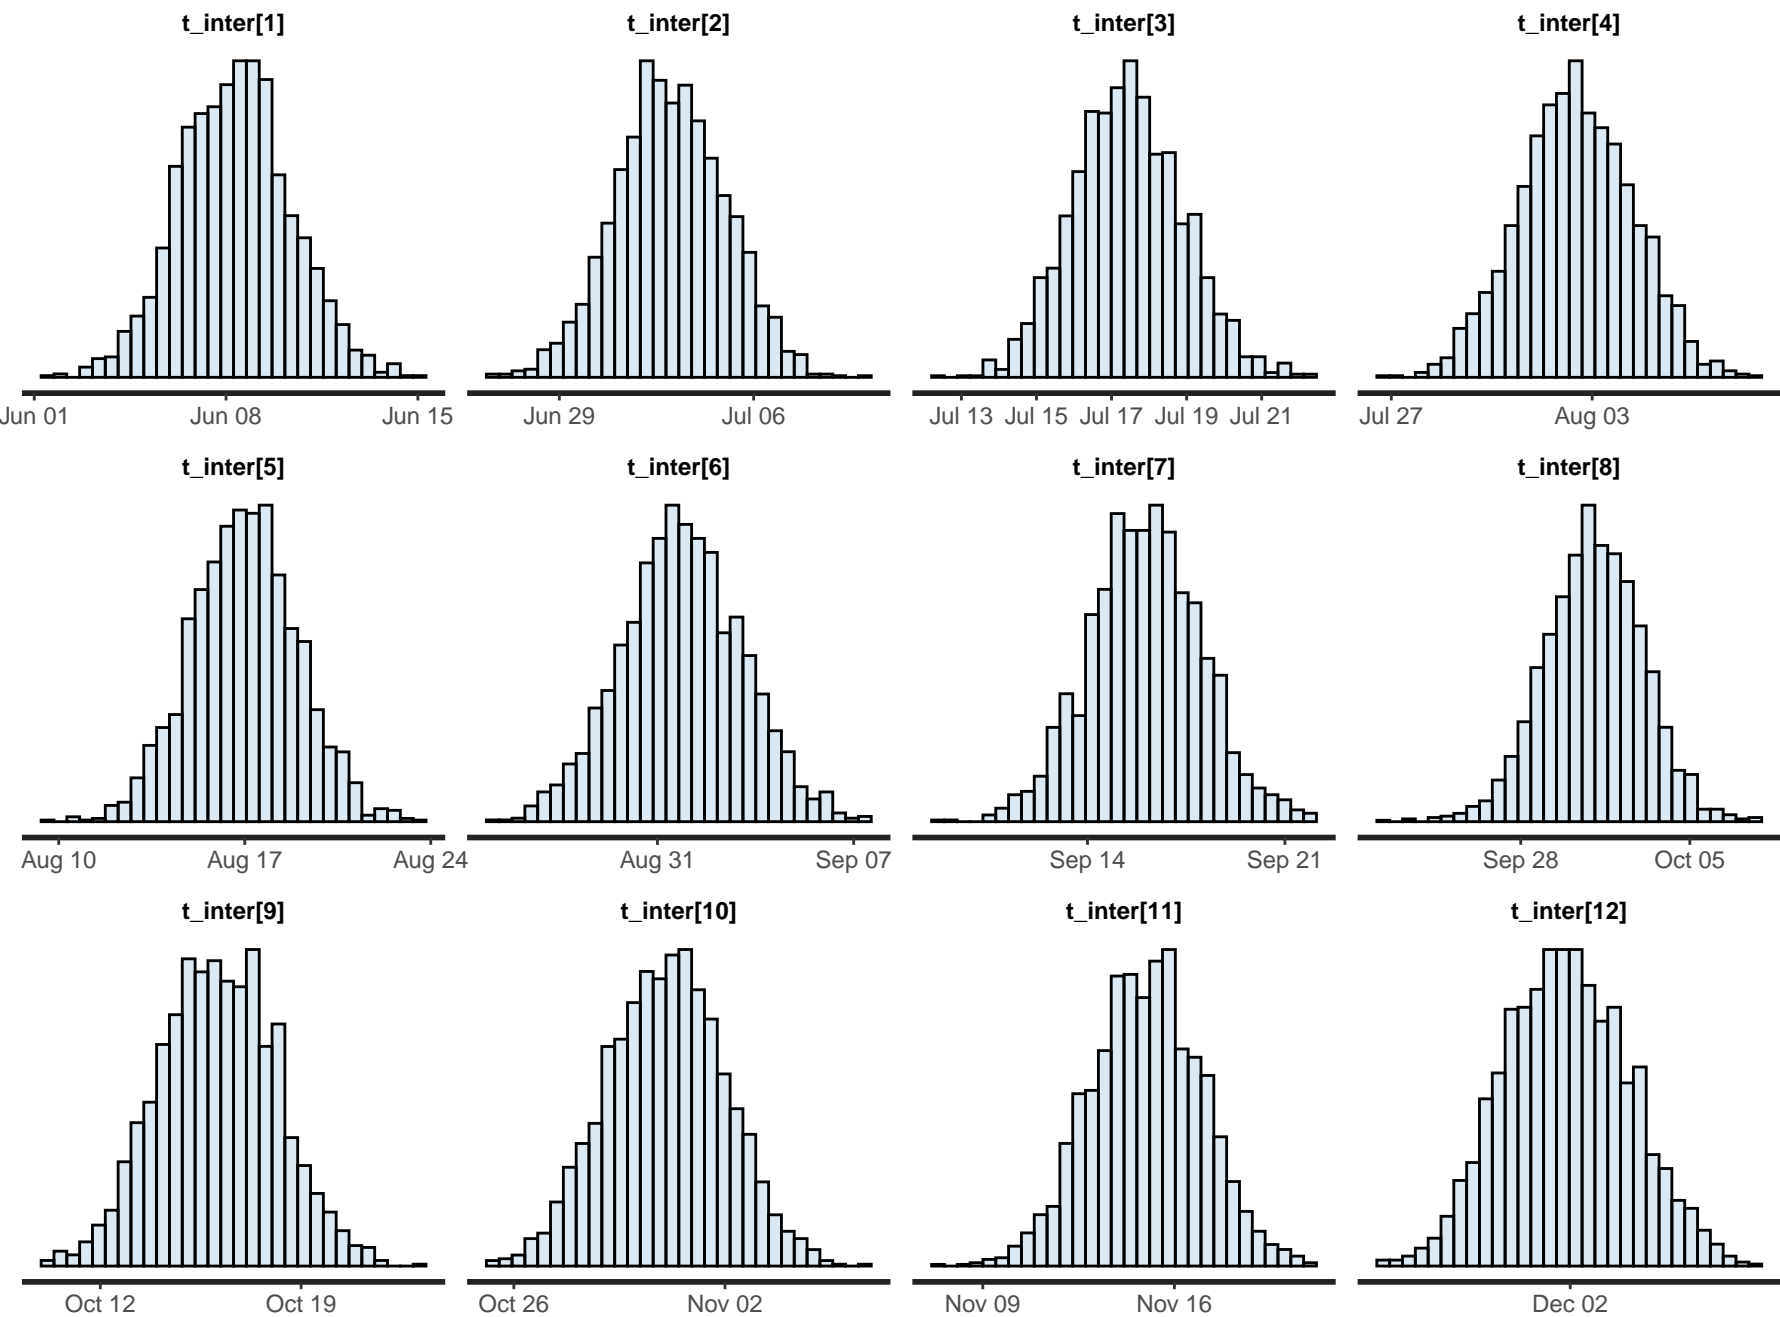 t_inter[1] t_inter[2] t_inter[3] t_inter[4]
Jun 01 Jun 08 Jun 15 Jun 29 Jul 06 Jul 13 Jul 15 Jul 17 Jul 19 Jul 21 Jul 27 Aug 03
t_inter[5] t_inter[6] t_inter[7] t_inter[8]
Aug 10 Aug 17 Aug 24 Aug 31 Sep 07 Sep 14 Sep 21 Sep 28 Oct 05
t_inter[9] t_inter[10] t_inter[11] t_inter[12]
Oct 12 Oct 19 Oct 26 Nov 02 Nov 09 Nov 16 Dec 02